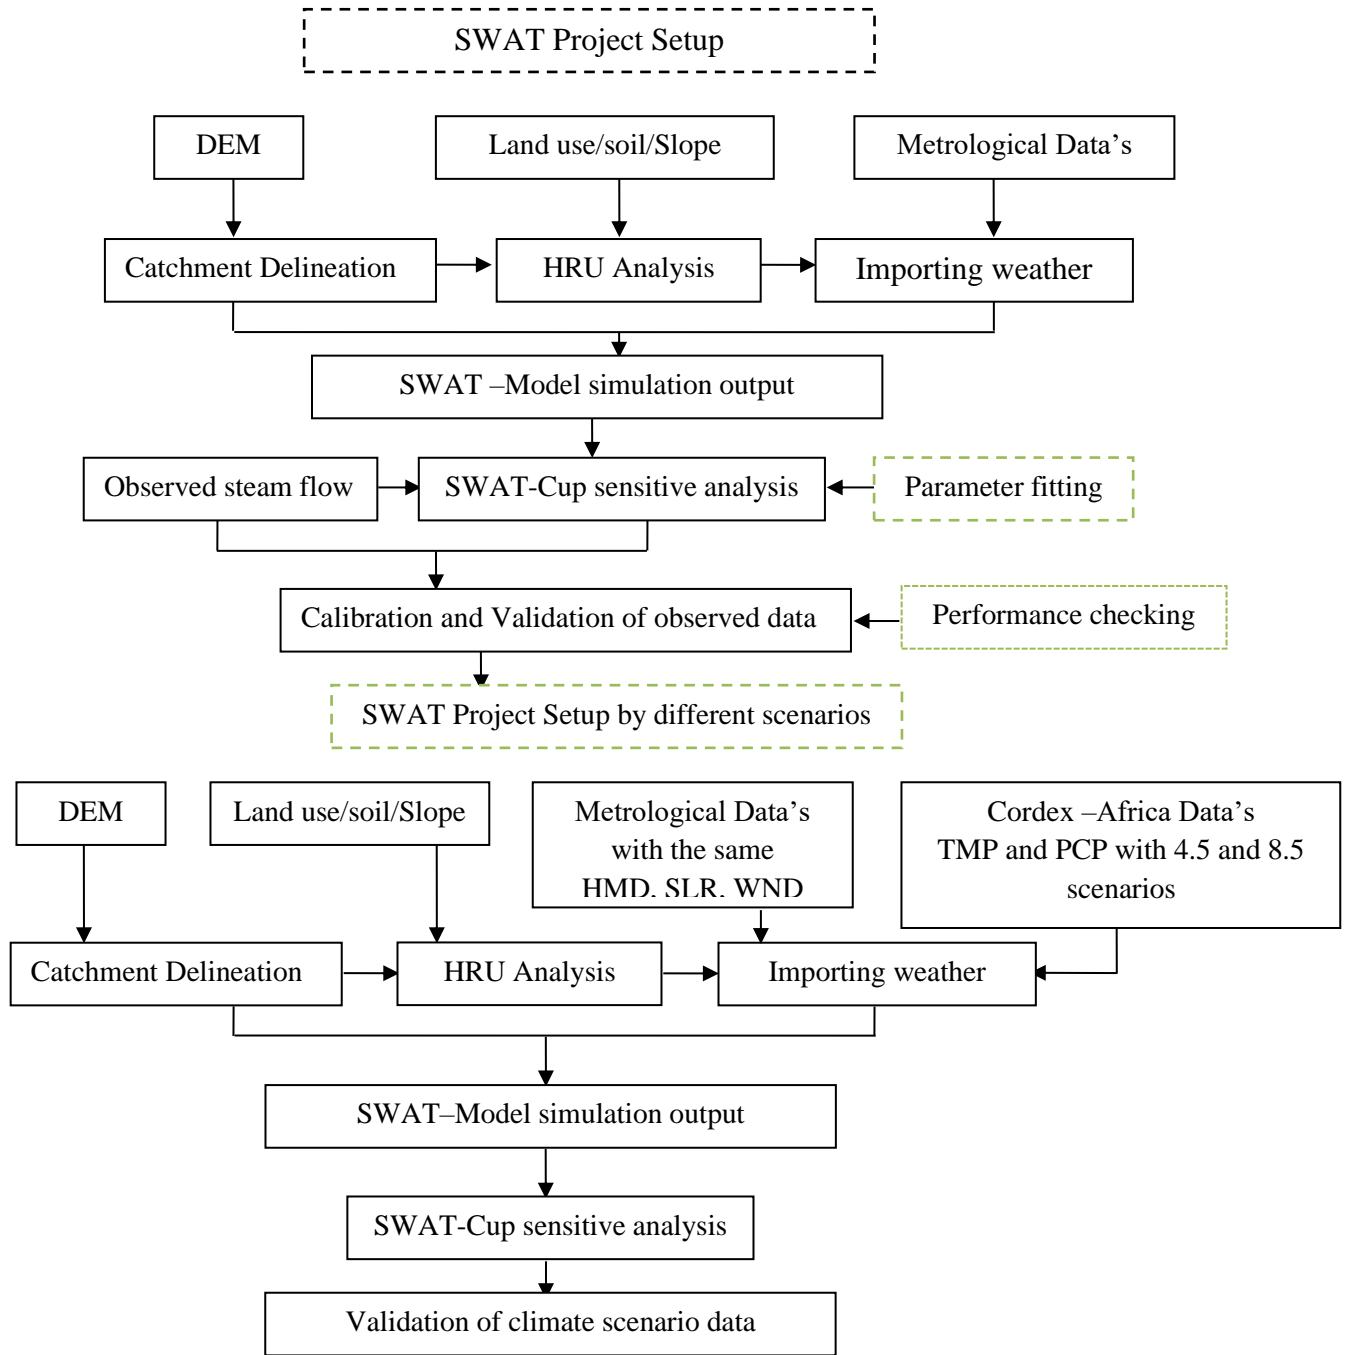 SWAT Project Setup
DEM
Land use/soil/Slope
Metrological Data’s
Catchment Delineation
HRU Analysis
Importing weather
SWAT –Model simulation output
Observed steam flow
SWAT-Cup sensitive analysis
Parameter fitting
Calibration and Validation of observed data
Performance checking
SWAT Project Setup by different scenarios
DEM
Land use/soil/Slope
Metrological Data’s
with the same
HMD, SLR, WND
Cordex –Africa Data’s
TMP and PCP with 4.5 and 8.5
scenarios
Catchment Delineation
HRU Analysis
Importing weather
SWAT–Model simulation output
SWAT-Cup sensitive analysis
Validation of climate scenario data